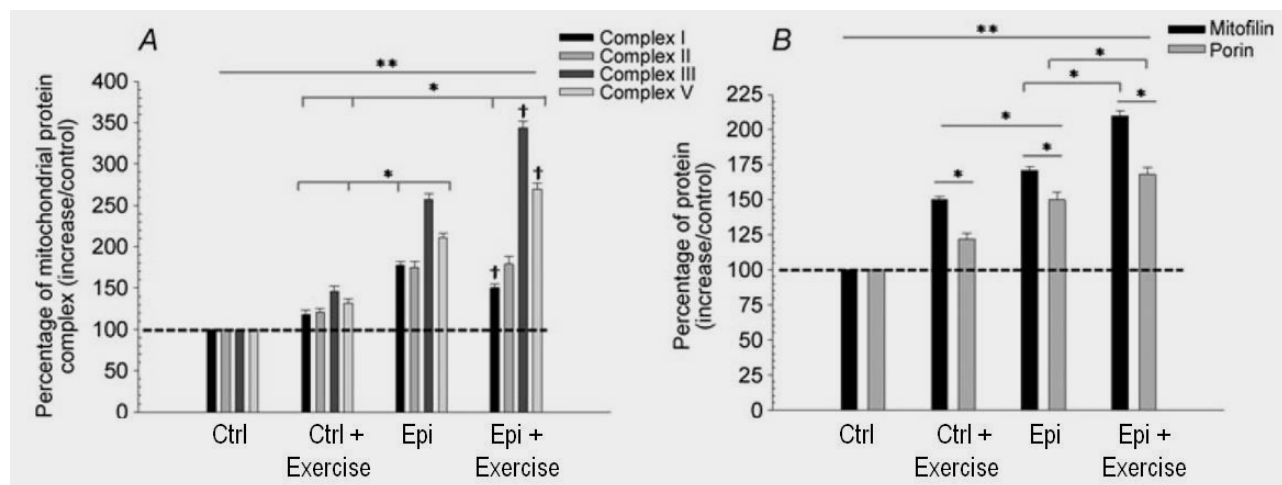 A
Complex I
Complex II
Complex III
Complex V
**
*
*
†
†
†
Percentage of mitochondrial protein
complex (increase/control)
400
350
300
250
200
150
100
50
0
Ctrl
Ctrl +
Exercise
Epi
Epi +
Exercise
B
Mitofilin
Porin
**
*
*
*
*
*
*
Percentage of protein
(increase/control)
225
200
175
150
125
100
75
50
25
0
Ctrl
Ctrl +
Exercise
Epi
Epi +
Exercise